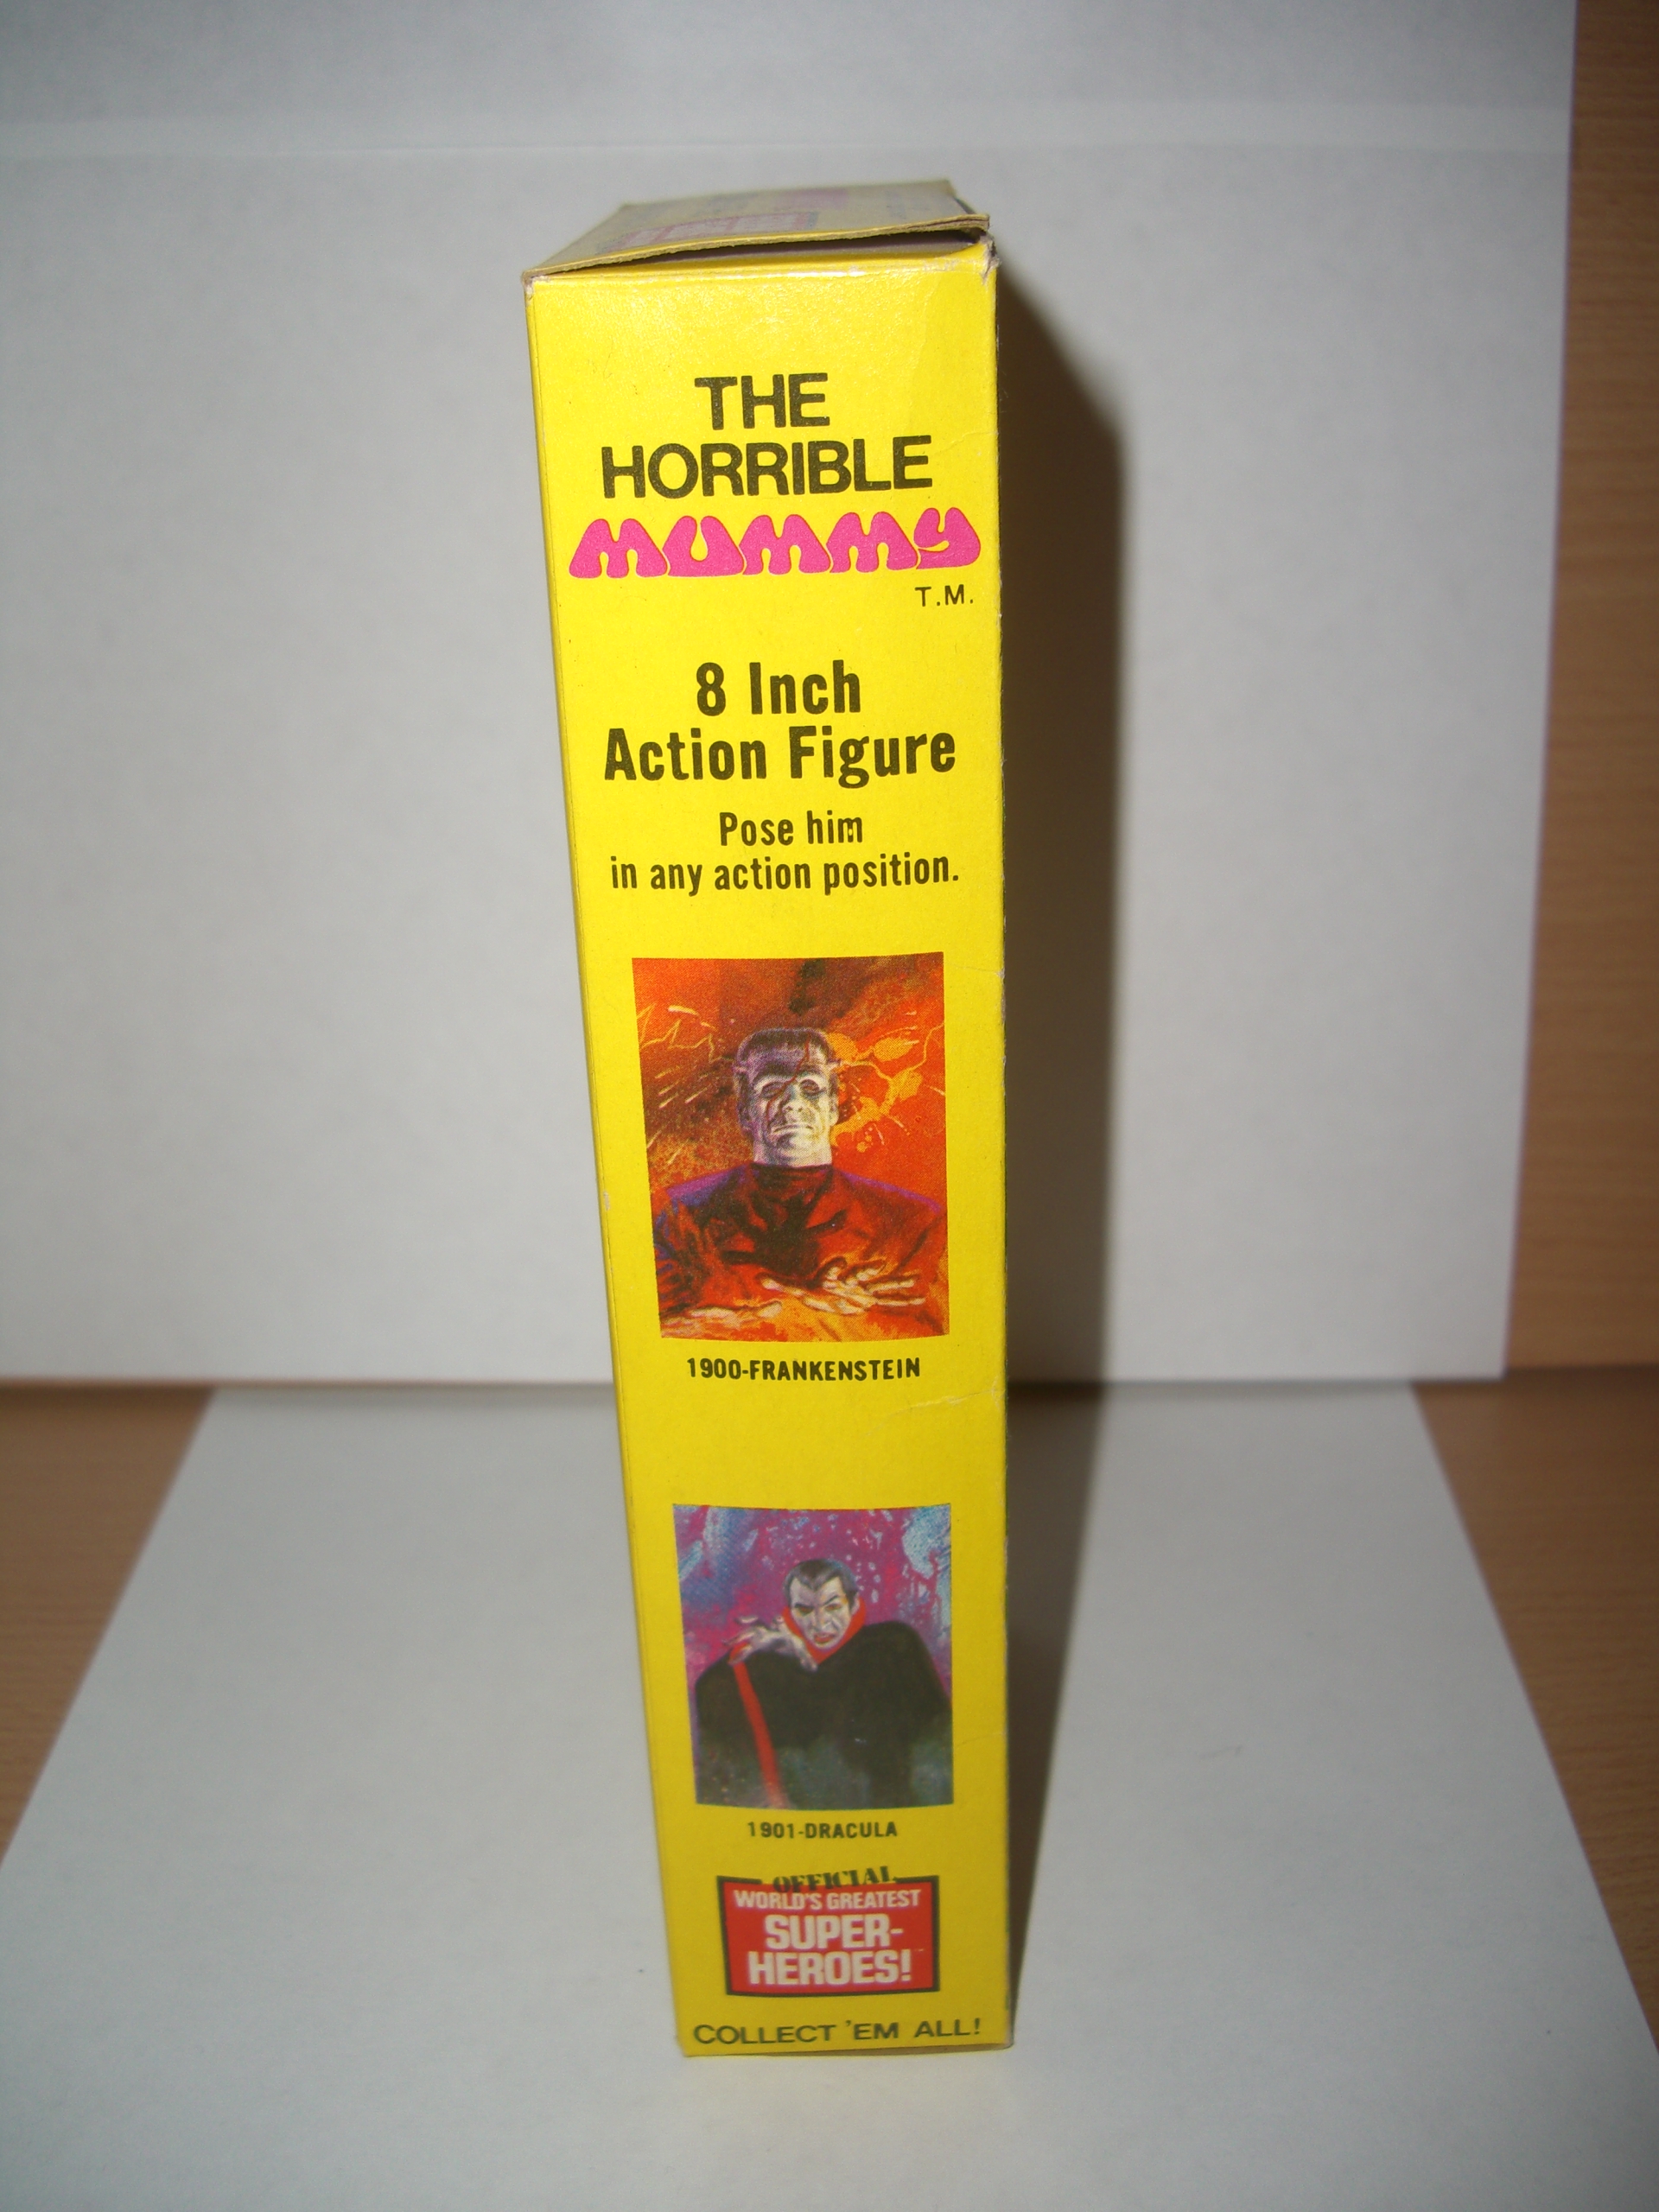 THE
HORRIBLE
MUMMY
T.M.
8 Inch
Action Figure
Pose him
in any action position.
1900-FRANKENSTEIN
1901-DRACULA
OFFICIAL
WORLD'S GREATEST
SUPER-
HEROES!
COLLECT 'EM ALL!